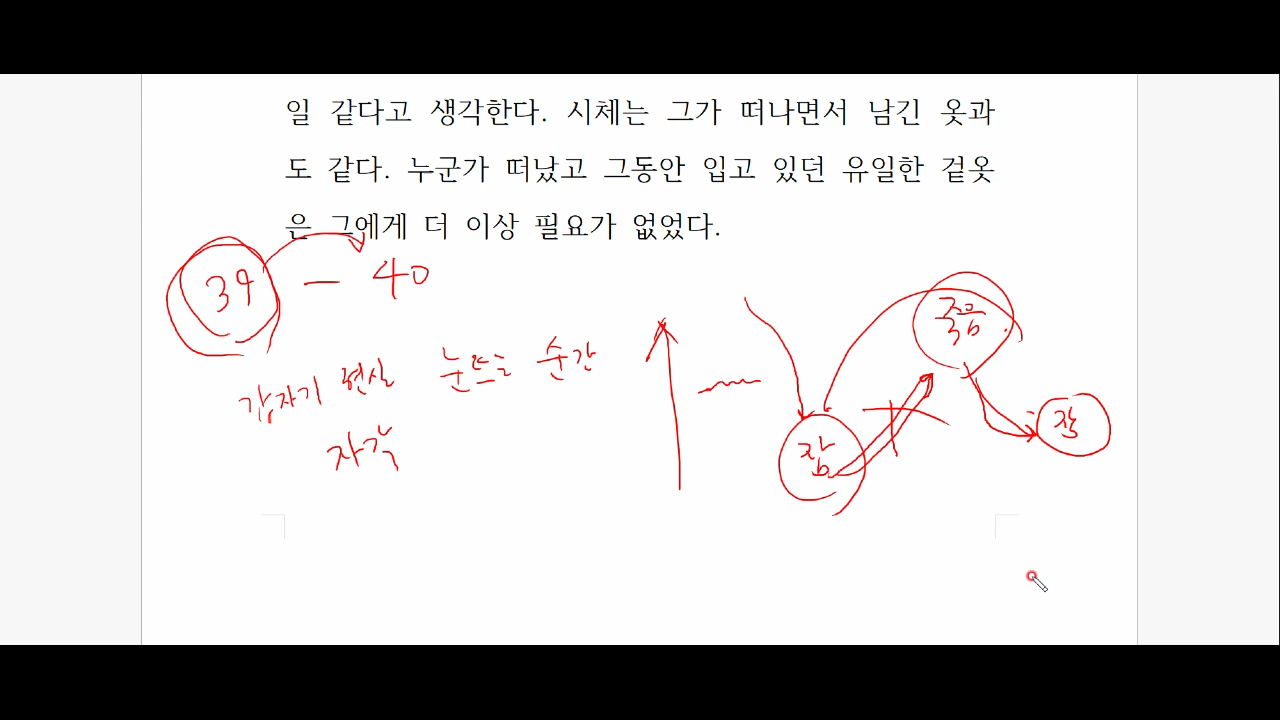 일 같다고 생각한다. 시체는 그가 떠나면서 남긴 옷과
도 같다. 누군가 떠났고 그동안 입고 있던 유일한 겉옷
은 그에게 더 이상 필요가 없었다.
39 - 40
죽음
갑자기 현실 눈뜨는 순간
잠
잠
자각